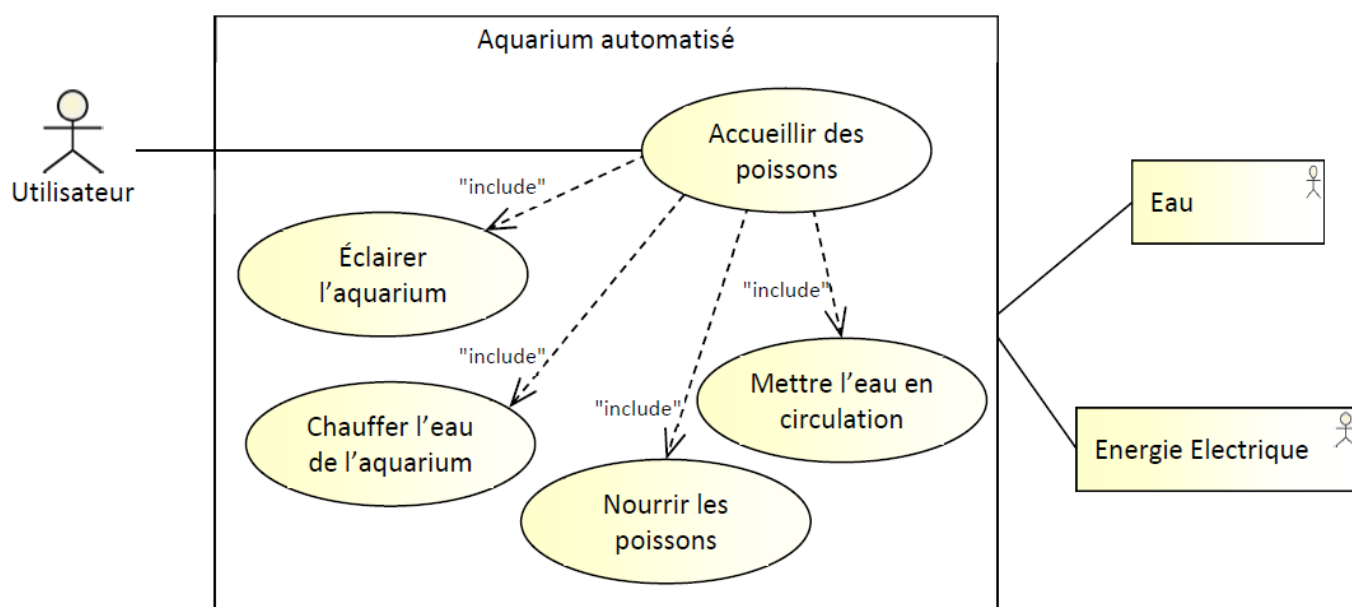 Aquarium automatisé
Utilisateur
Accueillir des
poissons
"include"
Éclairer
l'aquarium
"include"
Chauffer l'eau
de l'aquarium
"include"
Nourrir les
poissons
"include"
Mettre l'eau en
circulation
Eau
Energie Electrique